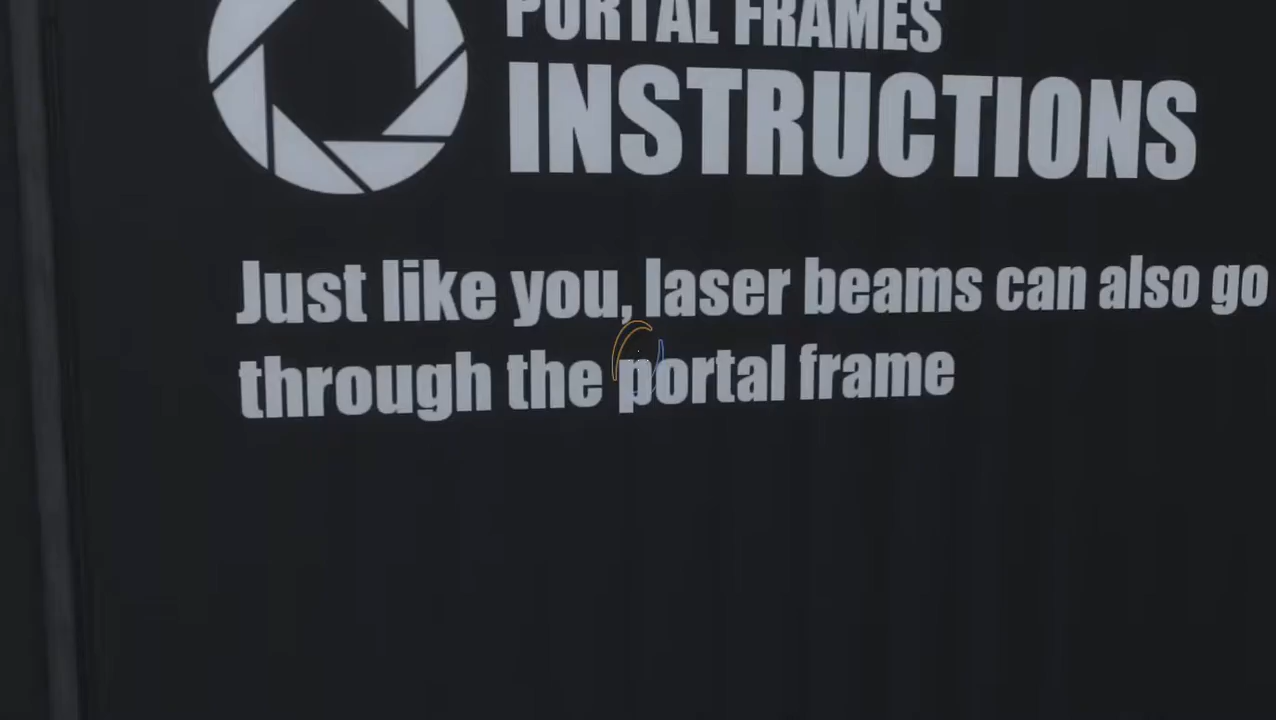 PORTAL FRAMES
INSTRUCTIONS
Just like you, laser beams can also go
through the portal frame